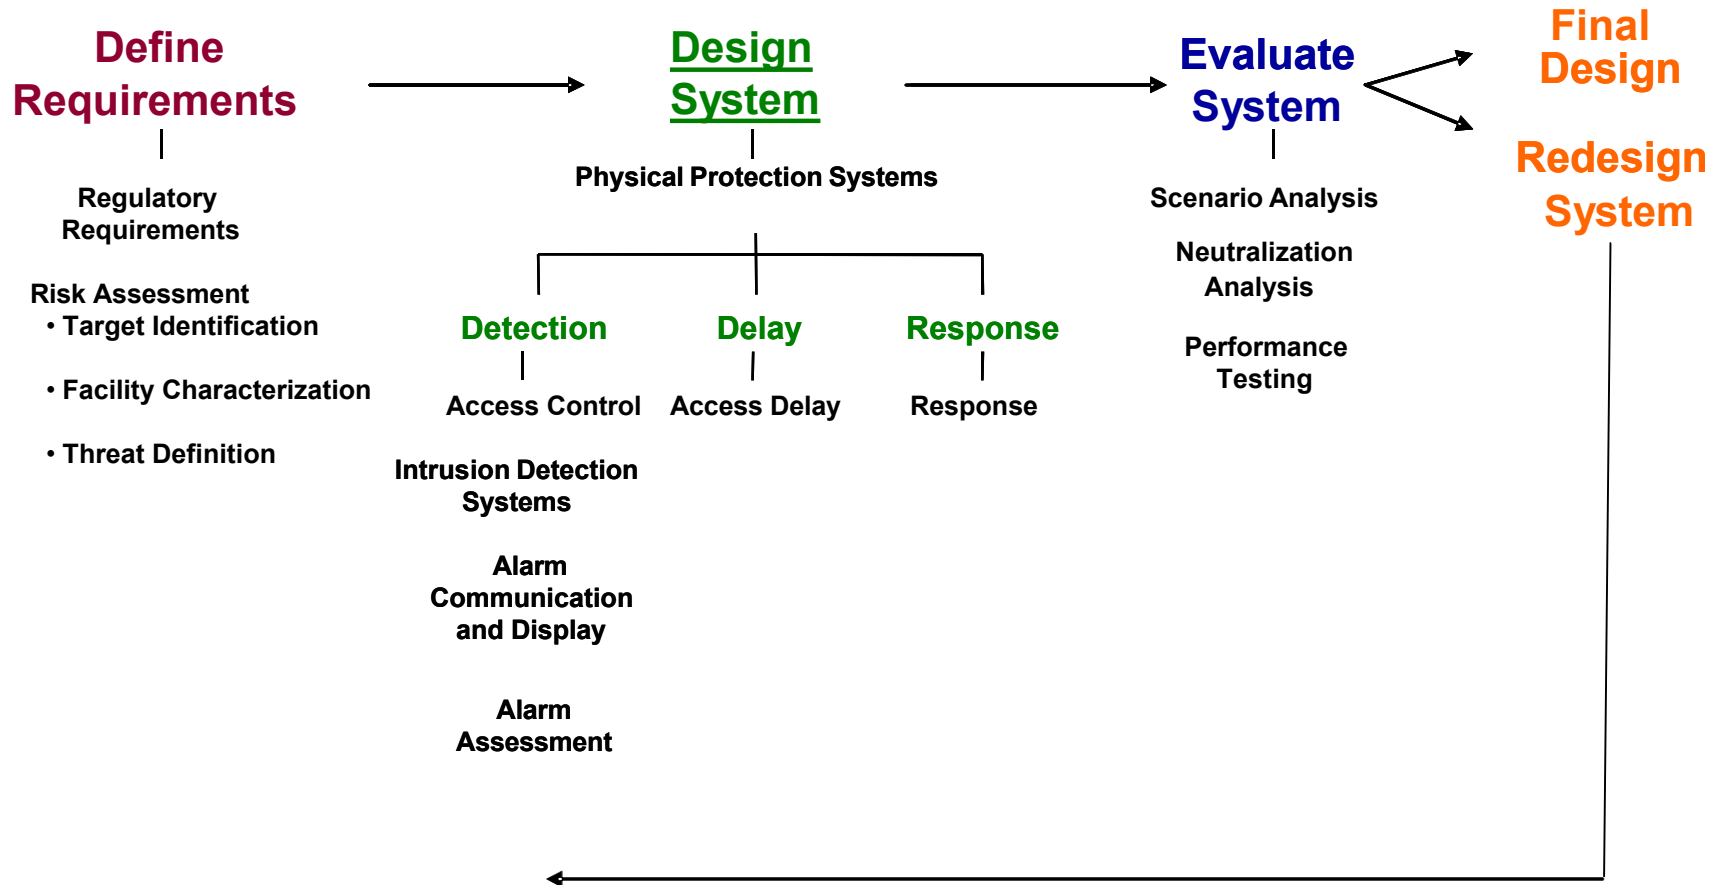 Define
Requirements
Regulatory
Requirements
Risk Assessment
• Target Identification
• Facility Characterization
• Threat Definition
Design
System
Physical Protection Systems
Detection
Access Control
Intrusion Detection
Systems
Alarm
Communication
and Display
Alarm
Assessment
Delay
Access Delay
Response
Response
Evaluate
System
Scenario Analysis
Neutralization
Analysis
Performance
Testing
Final
Design
Redesign
System